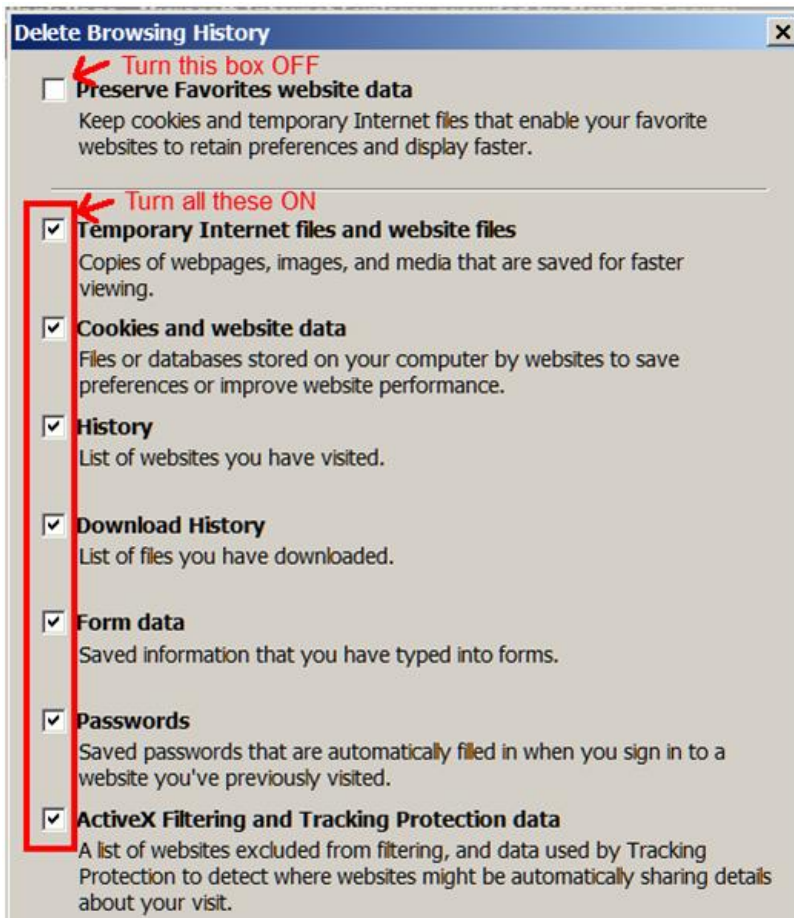 Delete Browsing History
Turn this box OFF
Preserve Favorites website data
Keep cookies and temporary Internet files that enable your favorite
websites to retain preferences and display faster.
Turn all these ON
Temporary Internet files and website files
Copies of webpages, images, and media that are saved for faster
viewing.
Cookies and website data
Files or databases stored on your computer by websites to save
preferences or improve website performance.
History
List of websites you have visited.
Download History
List of files you have downloaded.
Form data
Saved information that you have typed into forms.
Passwords
Saved passwords that are automatically filled in when you sign in to a
website you've previously visited.
ActiveX Filtering and Tracking Protection data
A list of websites excluded from filtering, and data used by Tracking
Protection to detect where websites might be automatically sharing details
about your visit.